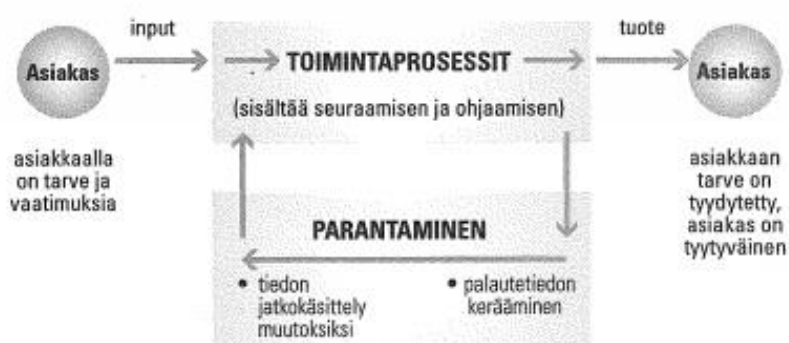 input
tuote
Asiakas
TOIMINTAPROSESSIT
Asiakas
(sisältää seuraamisen ja ohjaamisen)
asiakkaalla
on tarve ja
vaatimuksia
asiakkaan
tarve on
tyydytetty,
asiakas on
tyytyväinen
PARANTAMINEN
• tiedon
jatkokäsittely
muutoksiksi
• palautetiedon
kerääminen